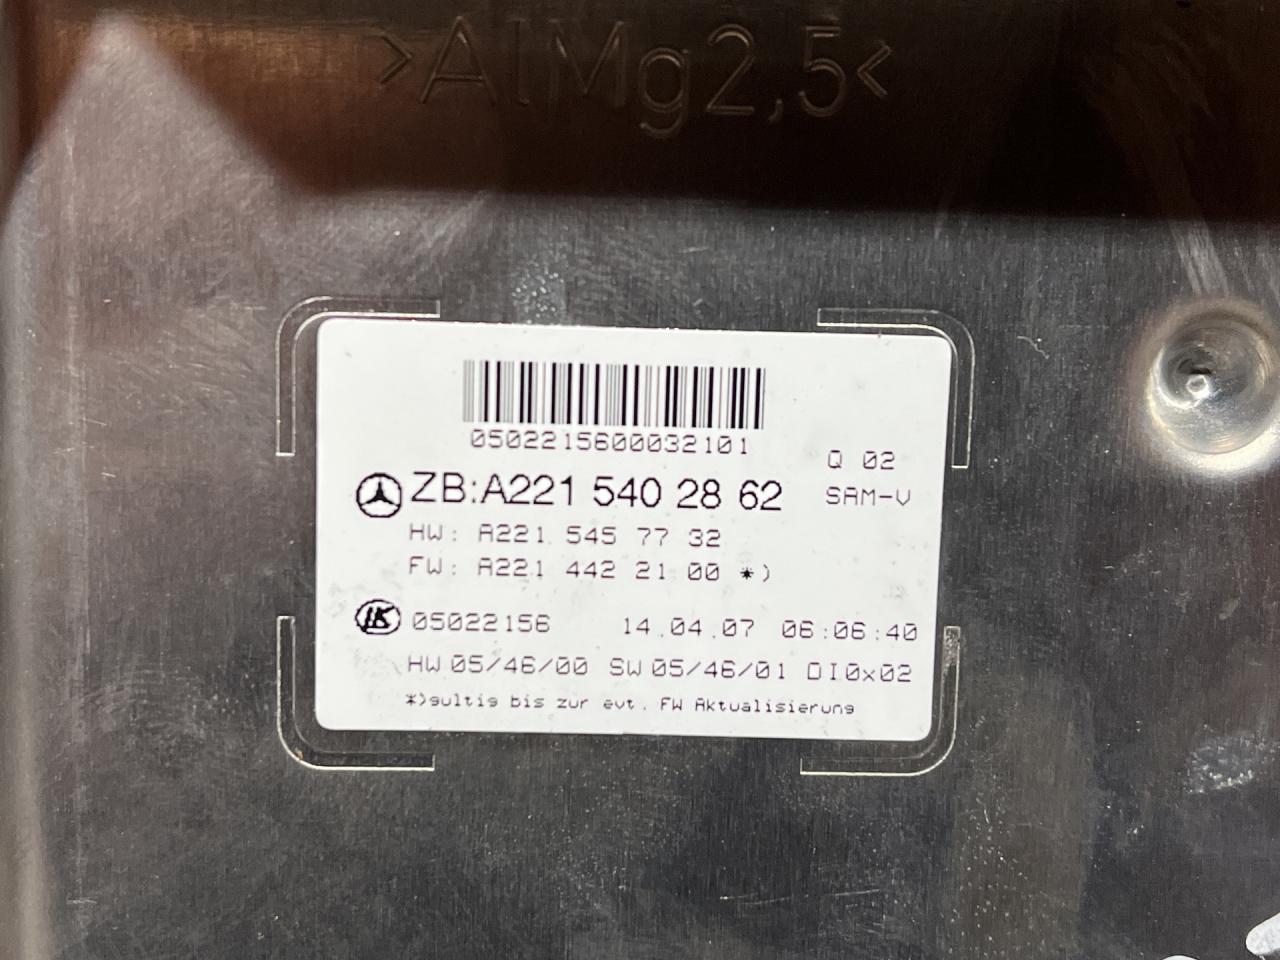 >AlMg2,5<
0502215600032101
Q 02
ZB:A221 540 28 62
SAM-V
HW: A221 545 77 32
FW: A221 442 21 00 *)
05022156 14.04.07 06:06:40
HW 05/46/00 SW 05/46/01 DI0x02
*)gultig bis zur evt. FW Aktualisierung